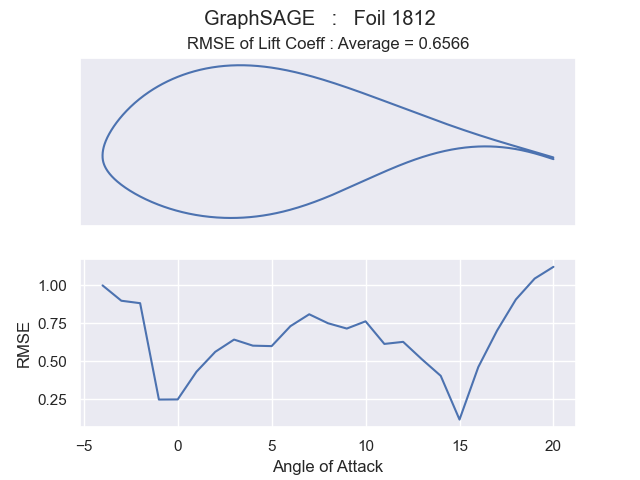 GraphSAGE   :   Foil 1812
RMSE of Lift Coeff : Average = 0.6566
1.00
0.75
0.50
0.25
RMSE
−5 0 5 10 15 20
Angle of Attack